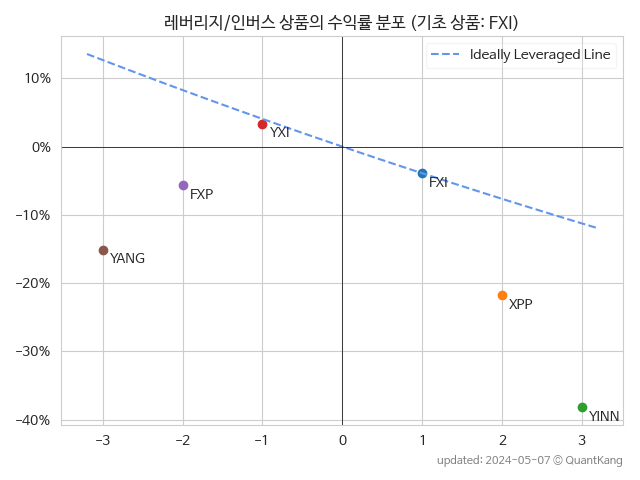 레버리지/인버스 상품의 수익률 분포 (기초 상품: FXI)
Ideally Leveraged Line
10%
0%
−10%
−20%
−30%
−40%
YXI
FXI
FXP
YANG
XPP
YINN
−3
−2
−1
0
1
2
3
updated: 2024-05-07 © QuantKang